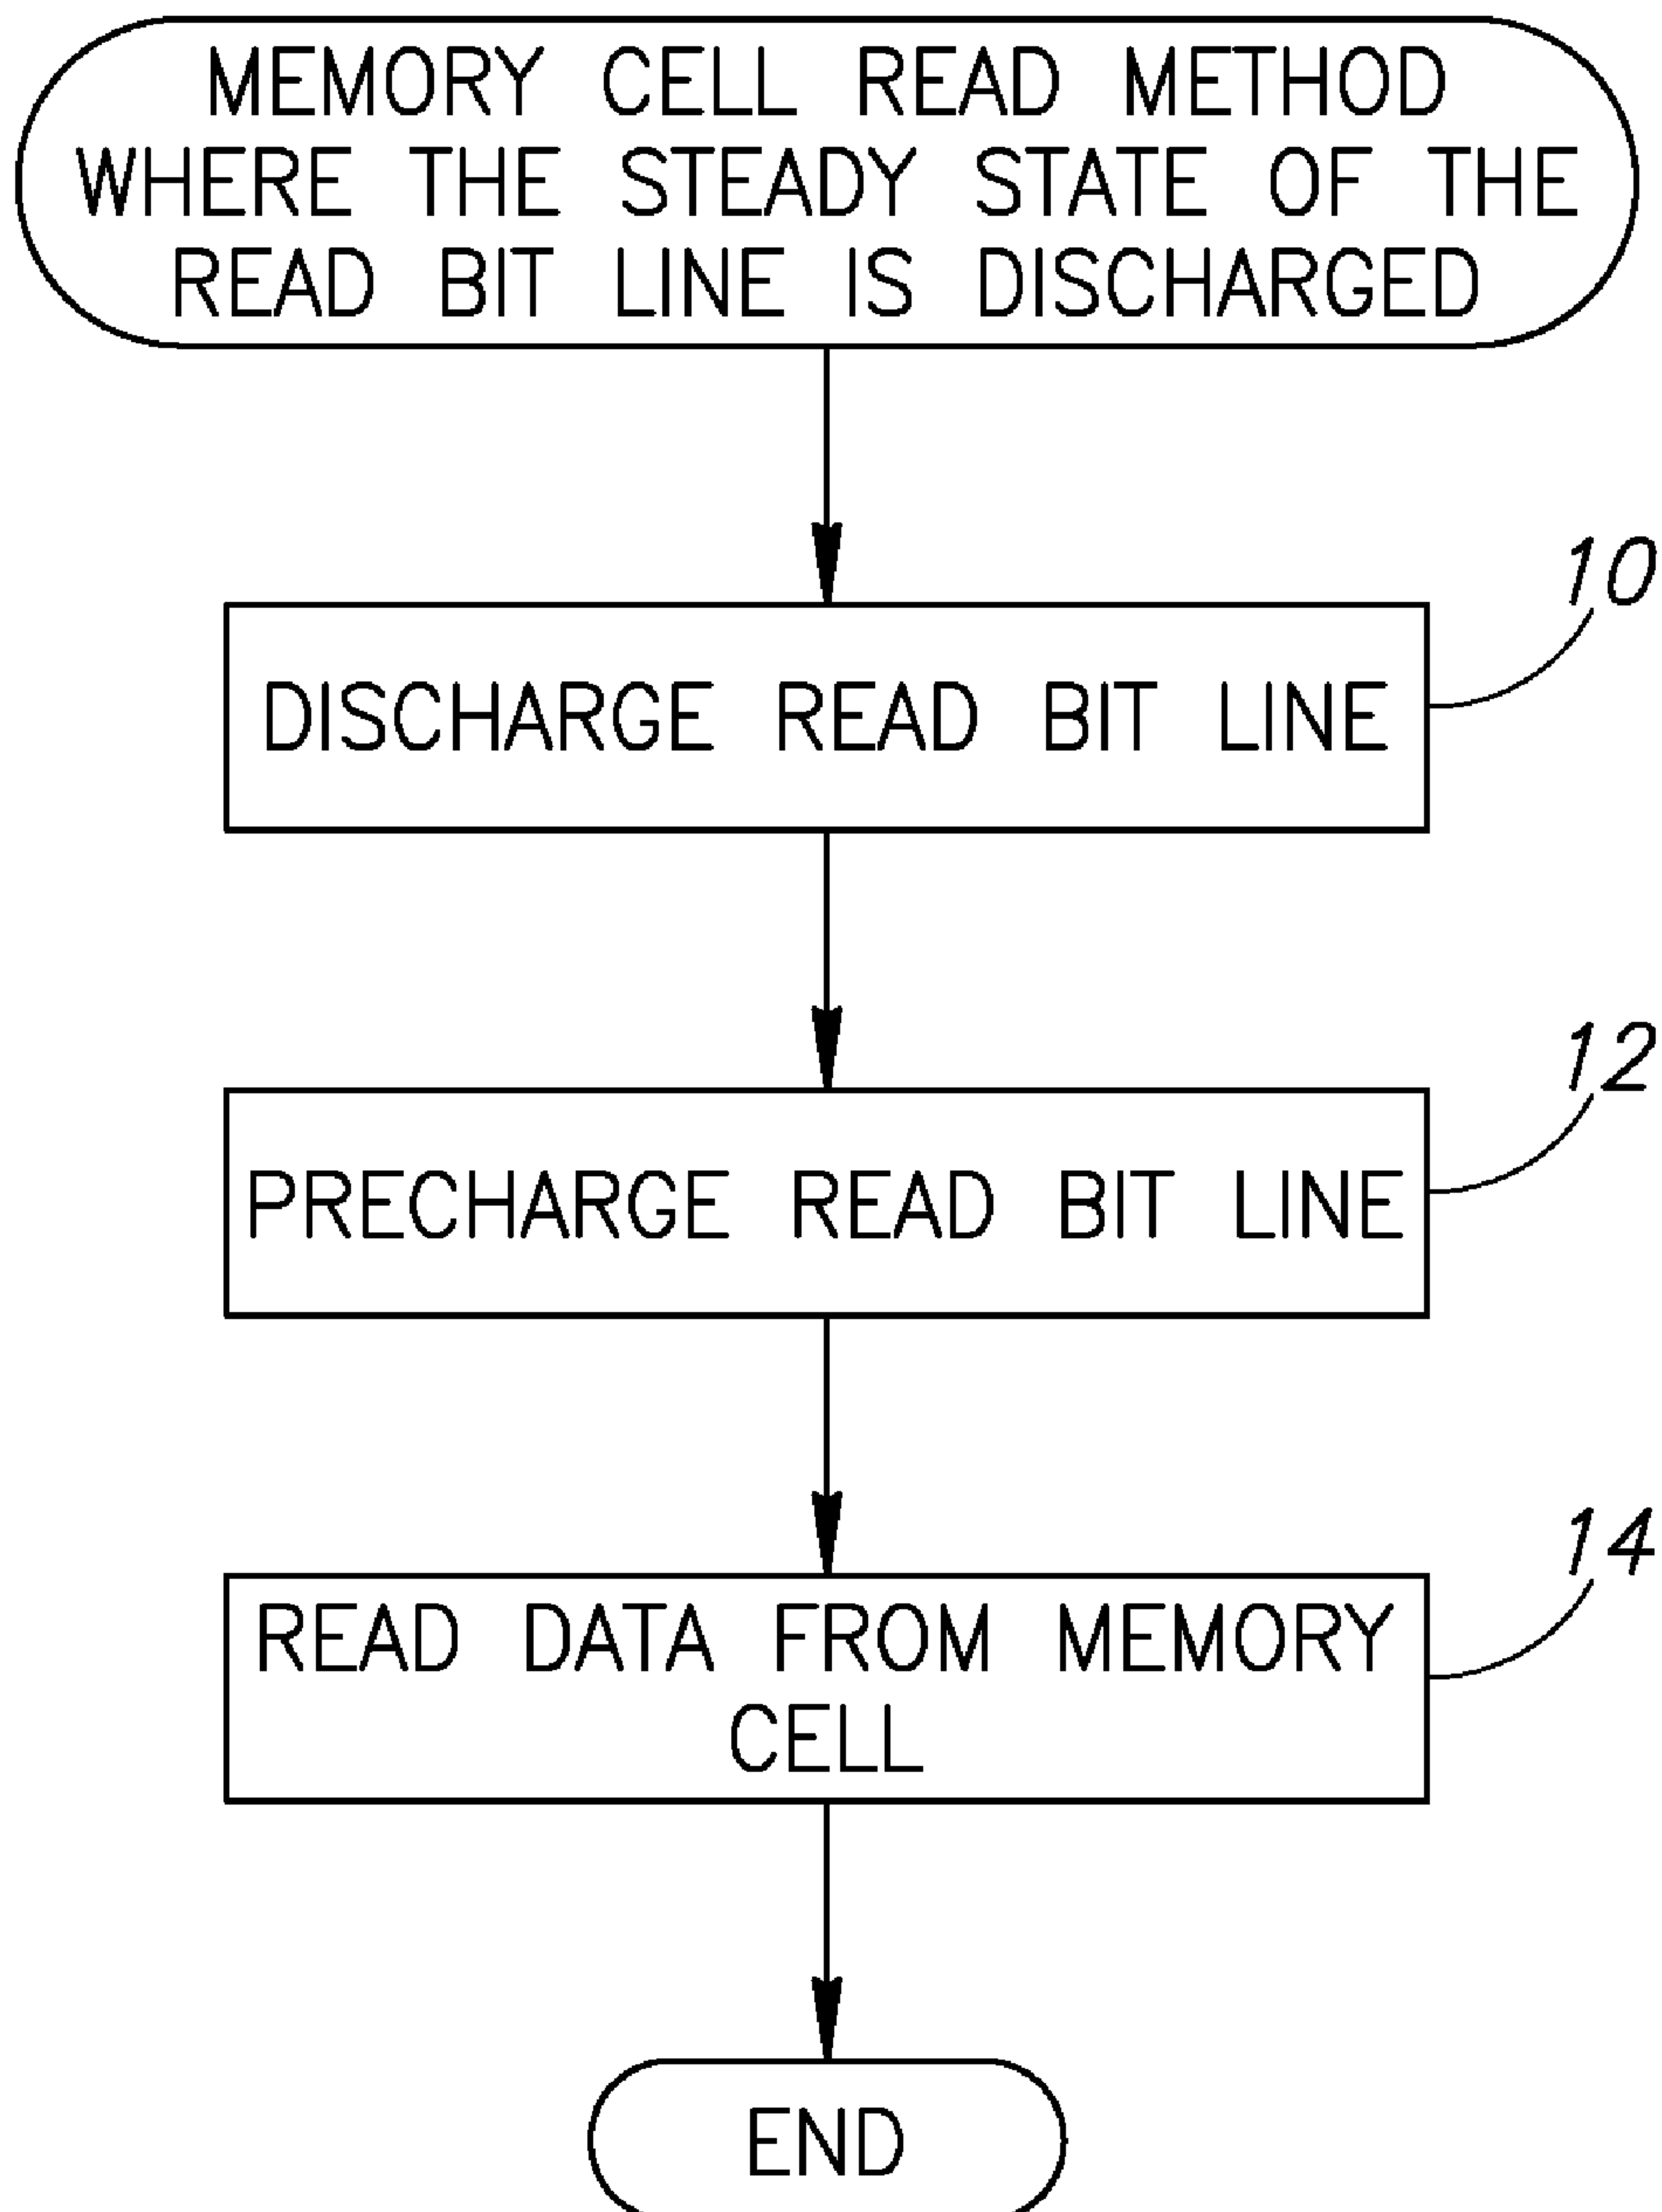 MEMORY CELL READ METHOD
WHERE THE STEADY STATE OF THE
READ BIT LINE IS DISCHARGED
10
DISCHARGE READ BIT LINE
12
PRECHARGE READ BIT LINE
14
READ DATA FROM MEMORY
CELL
END